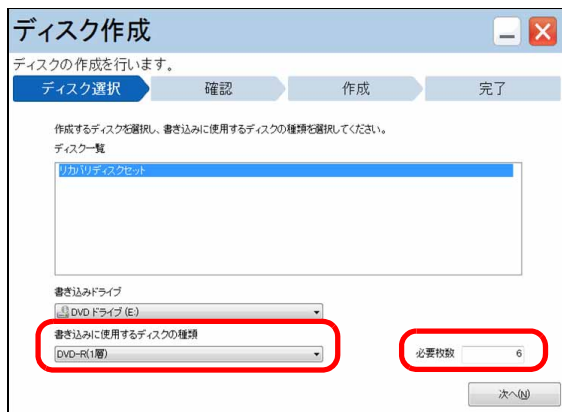 ディスク作成
ディスクの作成を行います。
ディスク選択
確認
作成
完了
作成するディスクを選択し、書き込みに使用するディスクの種類を選択してください。
ディスク一覧
リカバリディスクセット
書き込みドライブ
DVD ドライブ (E:)
書き込みに使用するディスクの種類
DVD-R(1層)
必要枚数 6
次へ(N)